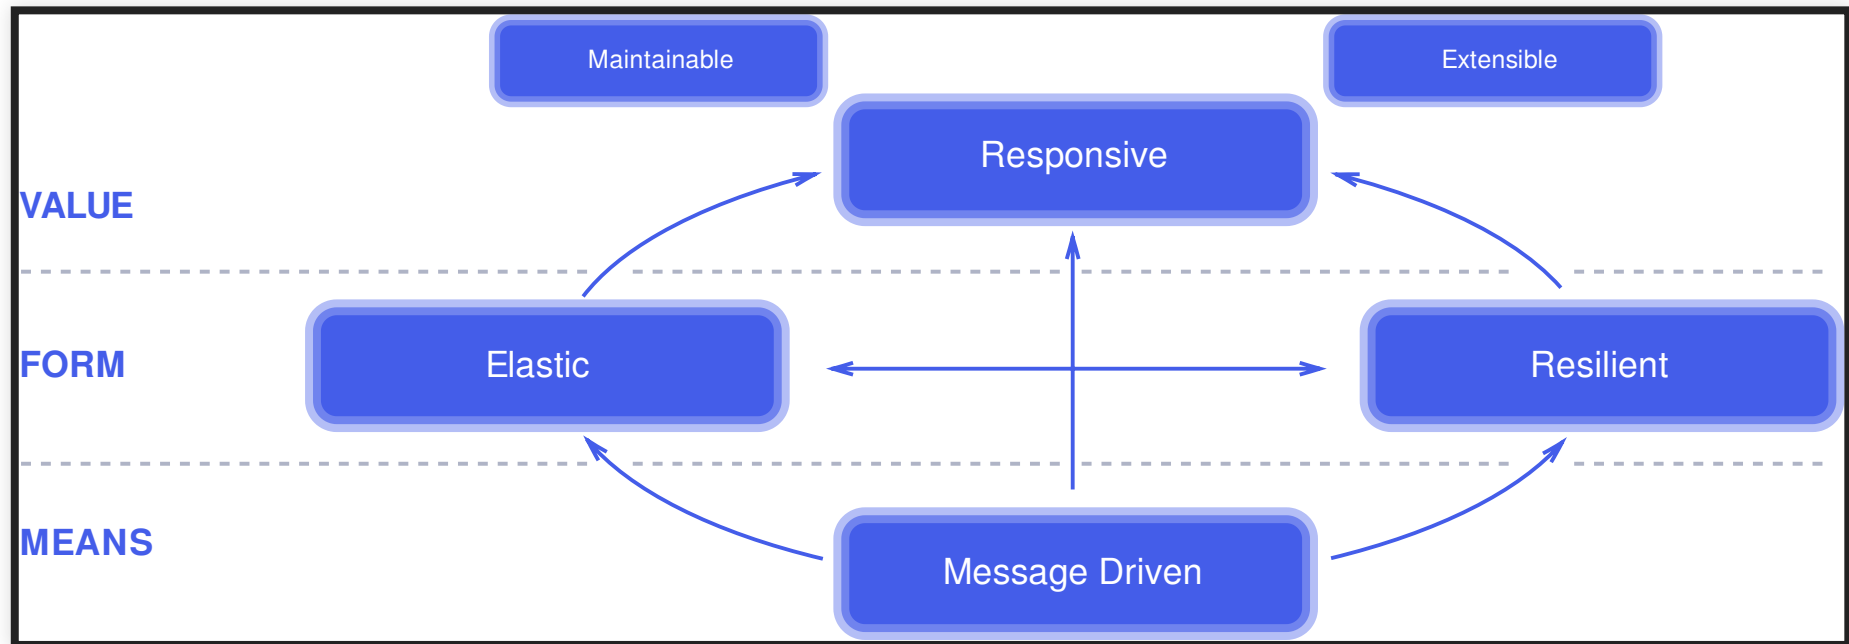 Maintainable
Extensible
Responsive
VALUE
Elastic
FORM
Resilient
MEANS
Message Driven